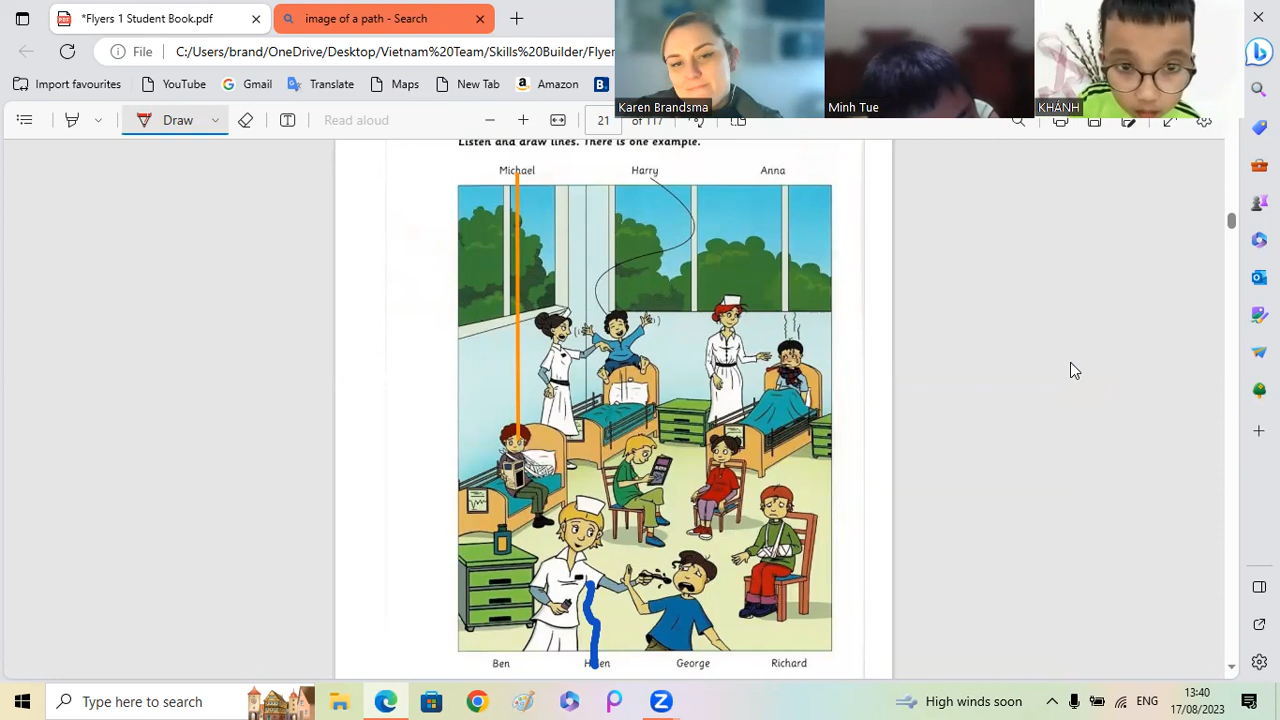 *Flyers 1 Student Book.pdf
image of a path - Search
File
C:/Users/brand/OneDrive/Desktop/Vietnam%20Team/Skills%20Builder/Flyer
Import favourites
YouTube
Gmail
Translate
Maps
New Tab
Amazon
Karen Brandsma
Minh Tue
KHÁNH
Draw
Read aloud
21
of 117
Listen and draw lines. There is one example.
Michael
Harry
Anna
Ben
Helen
George
Richard
Type here to search
High winds soon
ENG
13:40
17/08/2023